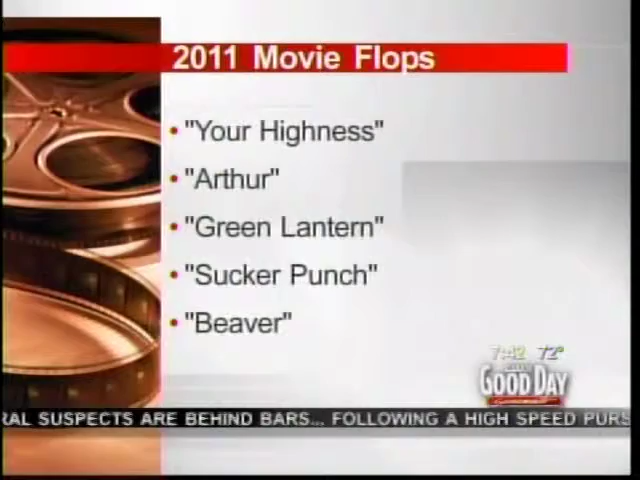 2011 Movie Flops
• "Your Highness"
• "Arthur"
• "Green Lantern"
• "Sucker Punch"
• "Beaver"
7:42 72°
GOOD DAY
RAL SUSPECTS ARE BEHIND BARS... FOLLOWING A HIGH SPEED PURS